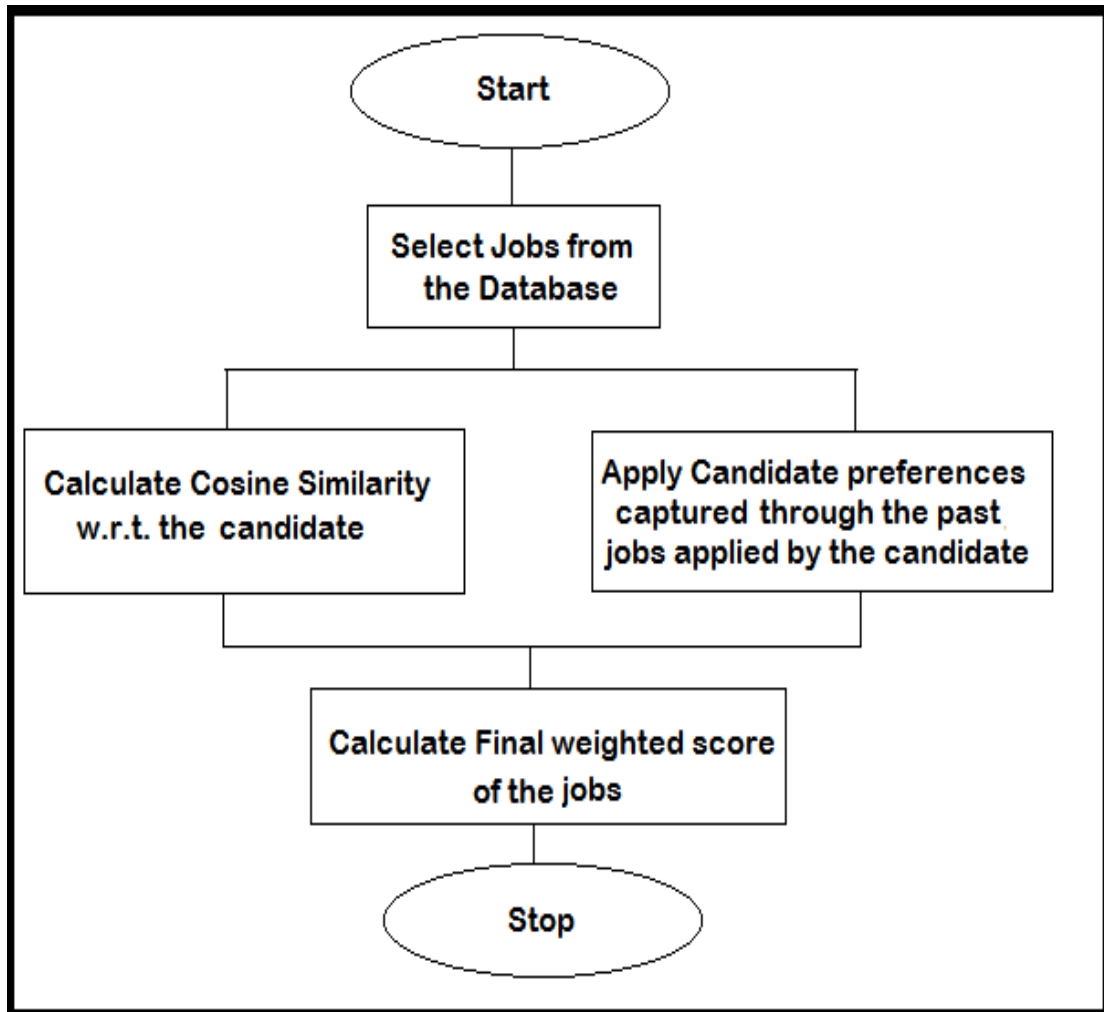 Start
Select Jobs from
the Database
Calculate Cosine Similarity
w.r.t. the candidate
Apply Candidate preferences
captured through the past
jobs applied by the candidate
Calculate Final weighted score
of the jobs
Stop